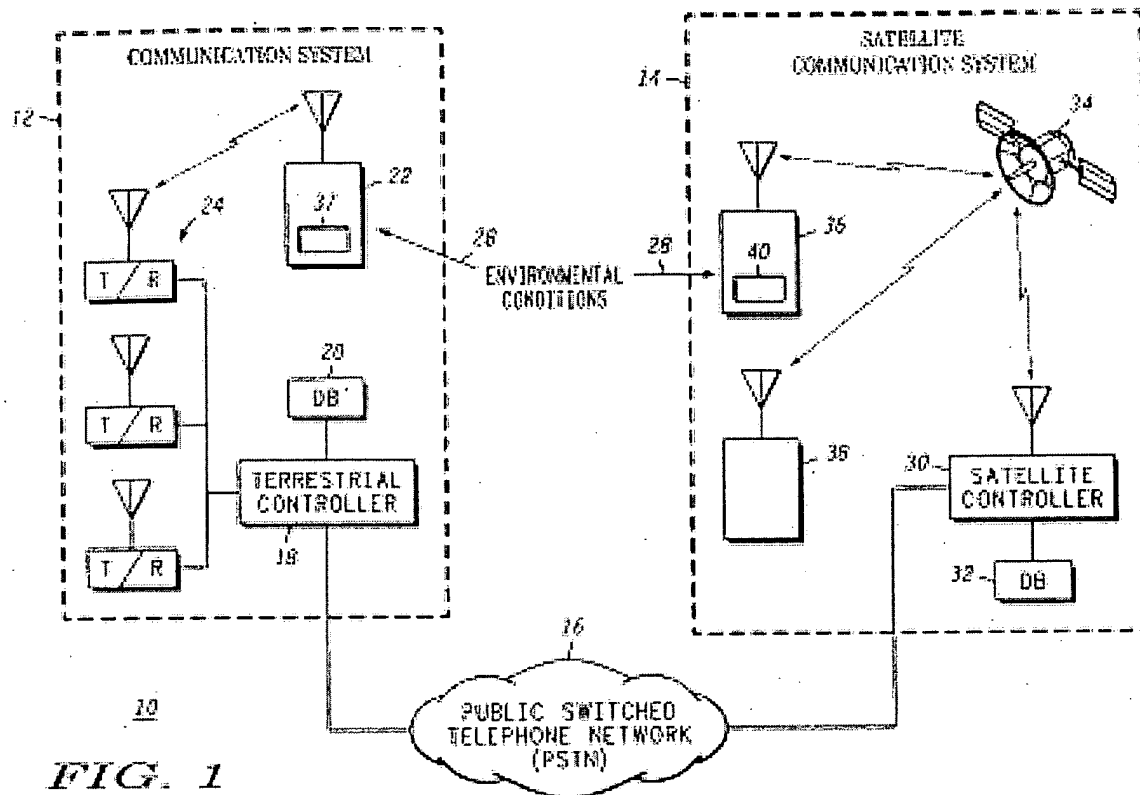 COMMUNICATION SYSTEM
12
22
37
24
T / R
T / R
T / R
20
DB
TERRESTRIAL
CONTROLLER
18
26
ENVIRONMENTAL
CONDITIONS
28
SATELLITE
COMMUNICATION SYSTEM
14
34
36
40
38
30
SATELLITE
CONTROLLER
32
DB
16
PUBLIC SWITCHED
TELEPHONE NETWORK
(PSTN)
10
FIG. 1